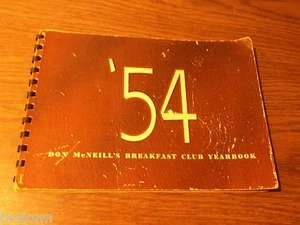 '54
DON McNEILL'S BREAKFAST CLUB YEARBOOK